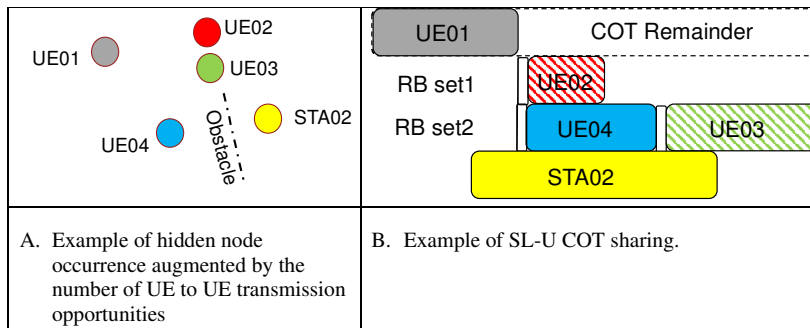 UE01
UE02
UE03
STA02
UE04
Obstacle
UE01 COT Remainder
RB set1 UE02
RB set2 UE04 UE03
STA02
A. Example of hidden node
occurrence augmented by the
number of UE to UE transmission
opportunities
B. Example of SL-U COT sharing.